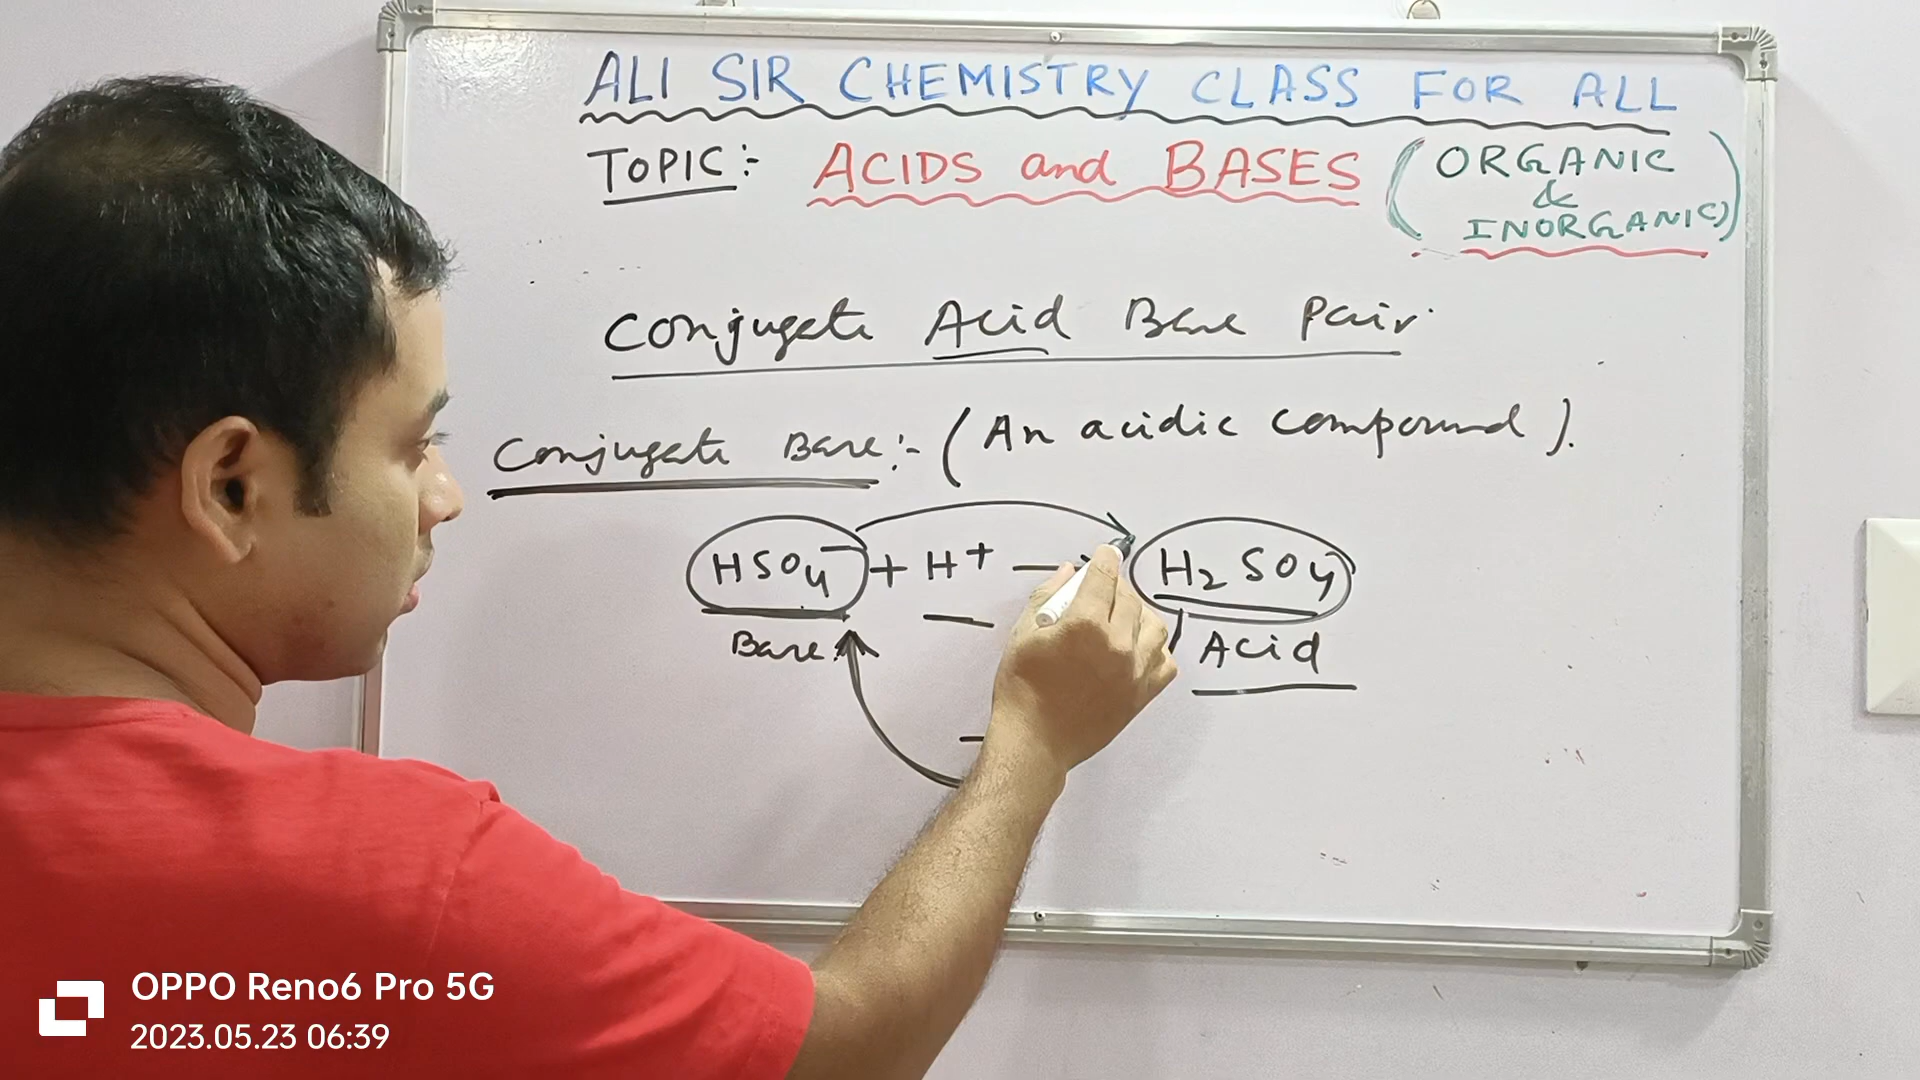 ALI SIR CHEMISTRY CLASS FOR ALL
TOPIC:- ACIDS and BASES (ORGANIC
&
INORGANIC)
Conjugate Acid Base Pair.
Conjugate Base:- (An acidic compound).
HSO₄⁻ + H⁺ → H₂SO₄
Base Acid
OPPO Reno6 Pro 5G
2023.05.23 06:39